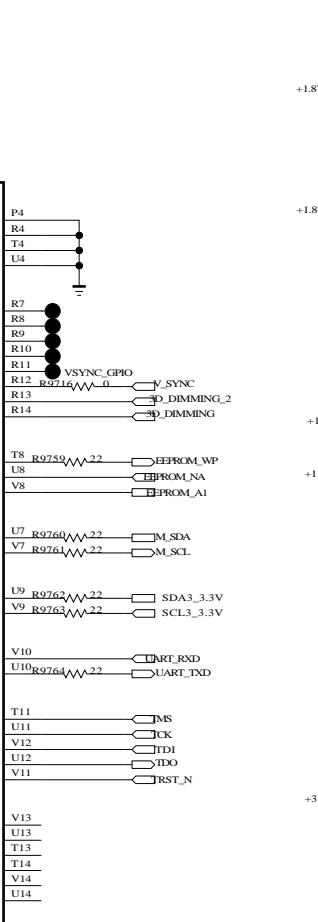 +1.8
P4
+1.8
R4
T4
U4
R7
R8
R9
R10
R11
VSYNC_GPIO
R12 R9716 0 V_SYNC
R13 3D_DIMMING_2
R14 3D_DIMMING
+1
T8 R9759 22 EEPROM_WP
U8 EEPROM_NA
+1.
V8 EEPROM_A1
U7 R9760 22 M_SDA
V7 R9761 22 M_SCL
U9 R9762 22 SDA3_3.3V
V9 R9763 22 SCL3_3.3V
V10 UART_RXD
U10 R9764 22 UART_TXD
T11 TMS
U11 TCK
V12 TDI
U12 TDO
V11 TRST_N
+3
V13
U13
T13
T14
V14
U14